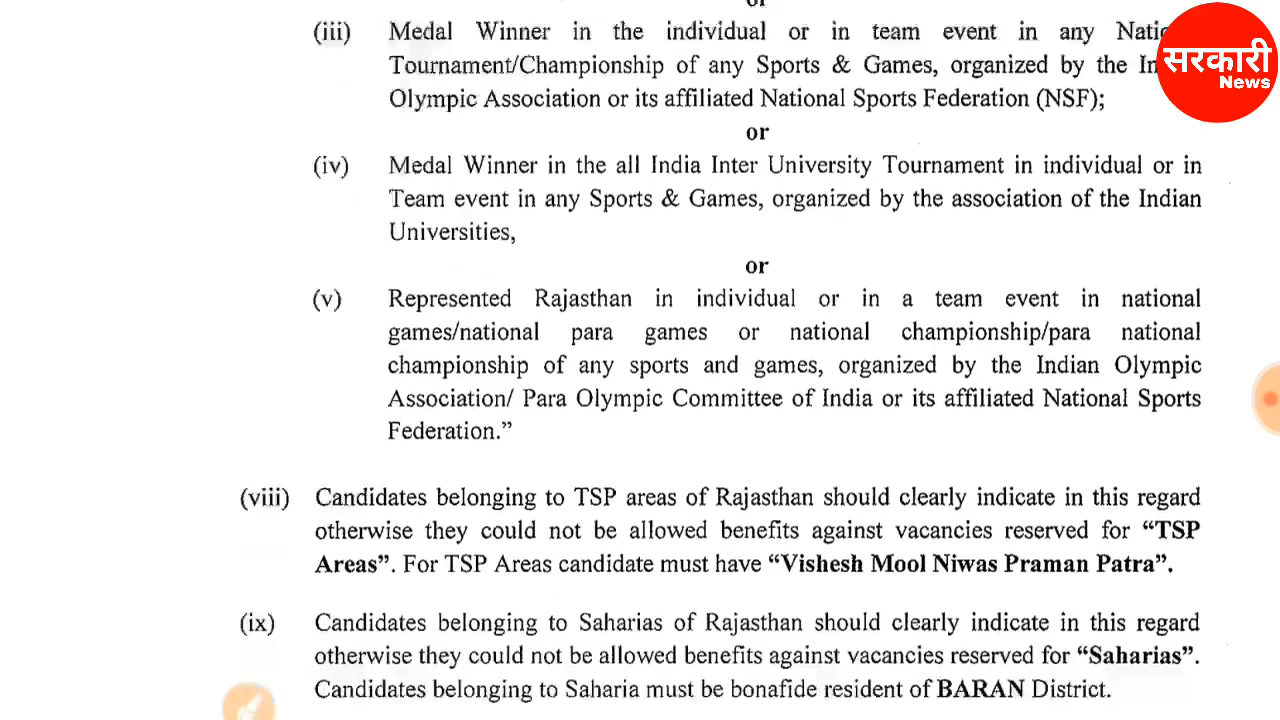 or
(iii) Medal Winner in the individual or in team event in any
Tournament/Championship of any Sports & Games, organized by the
Olympic Association or its affiliated National Sports Federation (NSF);
or
(iv) Medal Winner in the all India Inter University Tournament in individual or in
Team event in any Sports & Games, organized by the association of the Indian
Universities,
or
(v) Represented Rajasthan in individual or in a team event in national
games/national para games or national championship/para national
championship of any sports and games, organized by the Indian Olympic
Association/ Para Olympic Committee of India or its affiliated National Sports
Federation.”
(viii) Candidates belonging to TSP areas of Rajasthan should clearly indicate in this regard
otherwise they could not be allowed benefits against vacancies reserved for “TSP
Areas”. For TSP Areas candidate must have “Vishesh Mool Niwas Praman Patra”.
(ix) Candidates belonging to Saharias of Rajasthan should clearly indicate in this regard
otherwise they could not be allowed benefits against vacancies reserved for “Saharias”.
Candidates belonging to Saharia must be bonafide resident of BARAN District.
सरकारी
News